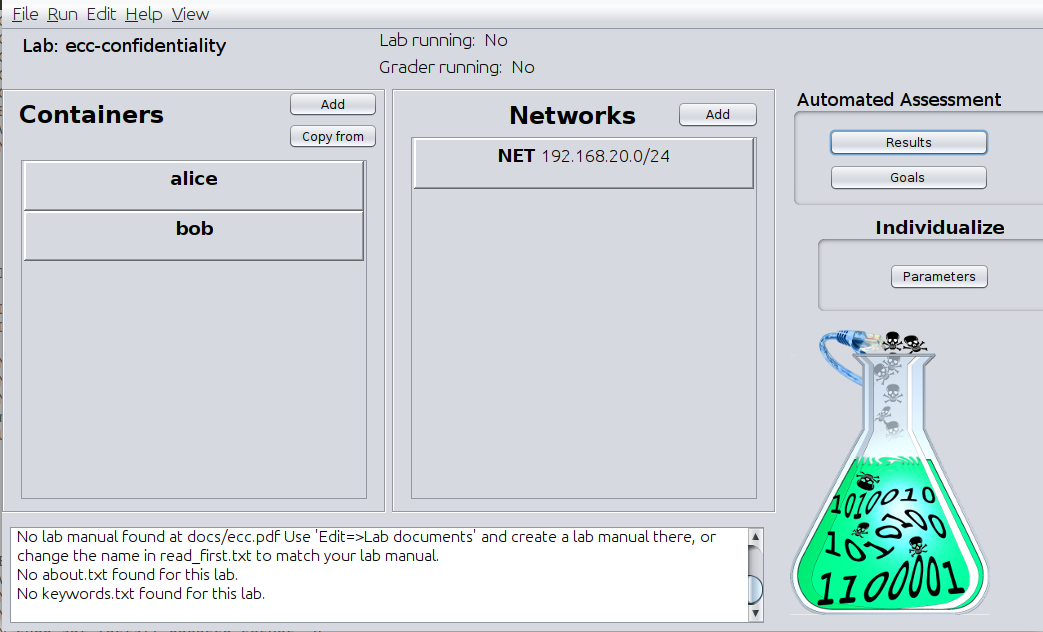 File Run Edit Help View
Lab: ecc-confidentiality
Lab running: No
Grader running: No
Containers
Add
Copy from
alice
bob
Networks
Add
NET 192.168.20.0/24
Automated Assessment
Results
Goals
Individualize
Parameters
1010010
1010100
1100001
No lab manual found at docs/ecc.pdf Use 'Edit=>Lab documents' and create a lab manual there, or
change the name in read_first.txt to match your lab manual.
No about.txt found for this lab.
No keywords.txt found for this lab.